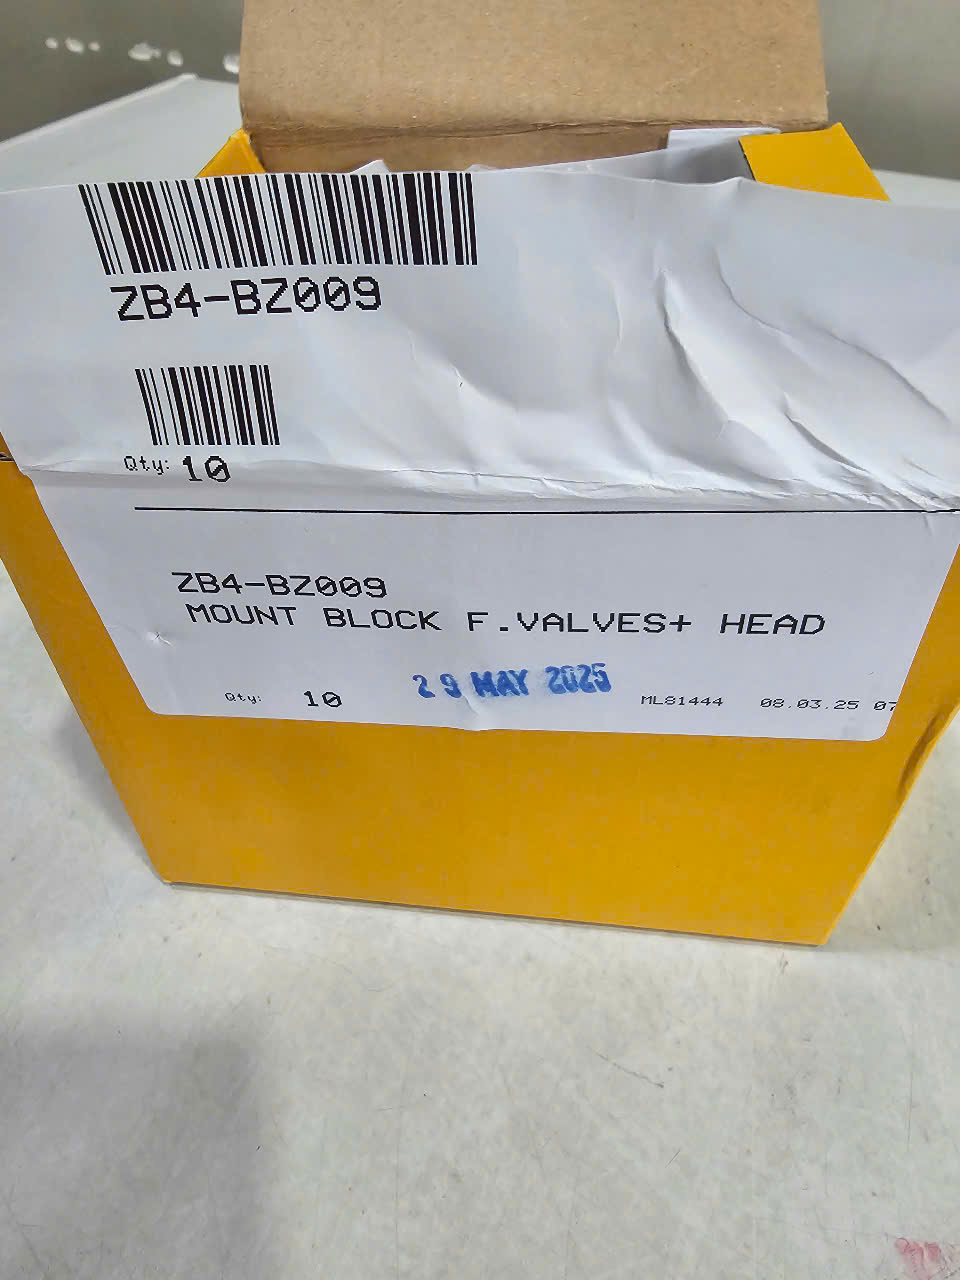 ZB4-BZ009
Qty: 10
ZB4-BZ009
MOUNT BLOCK F.VALVES+ HEAD
Qty: 10
29 MAY 2025
ML81444 08.03.25 07